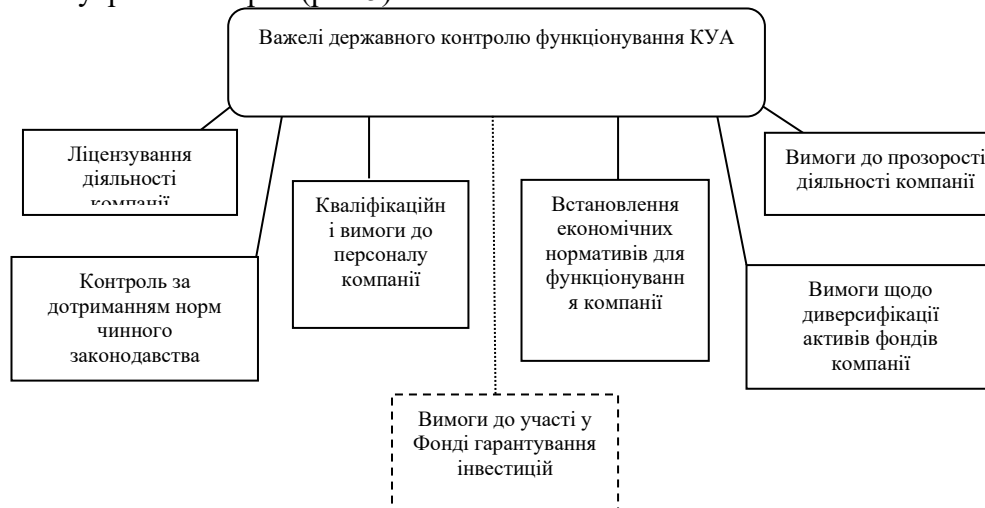 Важелі державного контролю функціонування КУА
Ліцензування
діяльності
компанії
Вимоги до прозорості
діяльності компанії
Кваліфікаційн
і вимоги до
персоналу
компанії
Встановлення
економічних
нормативів для
функціонуванн
я компанії
Контроль за
дотриманням норм
чинного
законодавства
Вимоги щодо
диверсифікації
активів фондів
компанії
Вимоги до участі у
Фонді гарантування
інвестицій